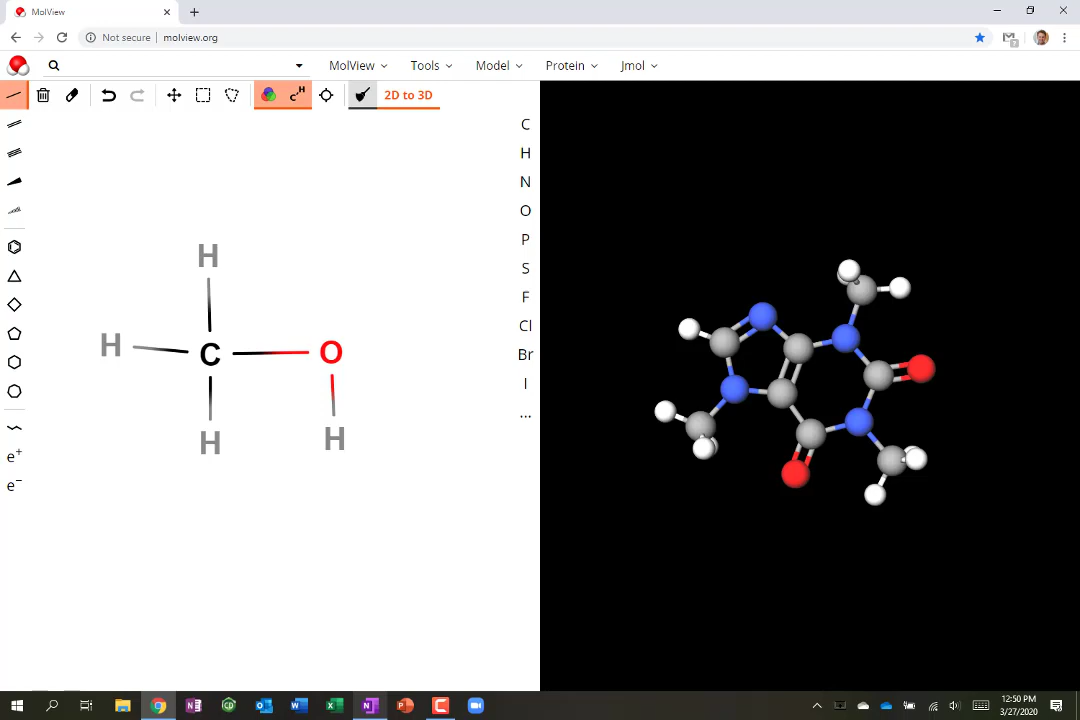 MolView
Not secure | molview.org
MolView Tools Model Protein Jmol
C H 2D to 3D
C
H
N
O
P
S
F
Cl
Br
I
...
H
H C O
H H
e+
e−
12:50 PM
3/27/2020